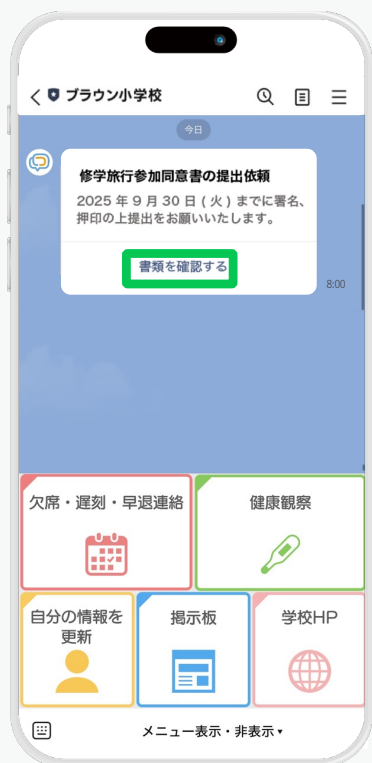 ブラウン小学校
今日
修学旅行参加同意書の提出依頼
2025 年 9 月 30 日 ( 火 ) までに署名、
押印の上提出をお願いいたします。
書類を確認する
8:00
欠席・遅刻・早退連絡
健康観察
自分の情報を
更新
掲示板
学校HP
メニュー表示・非表示▾